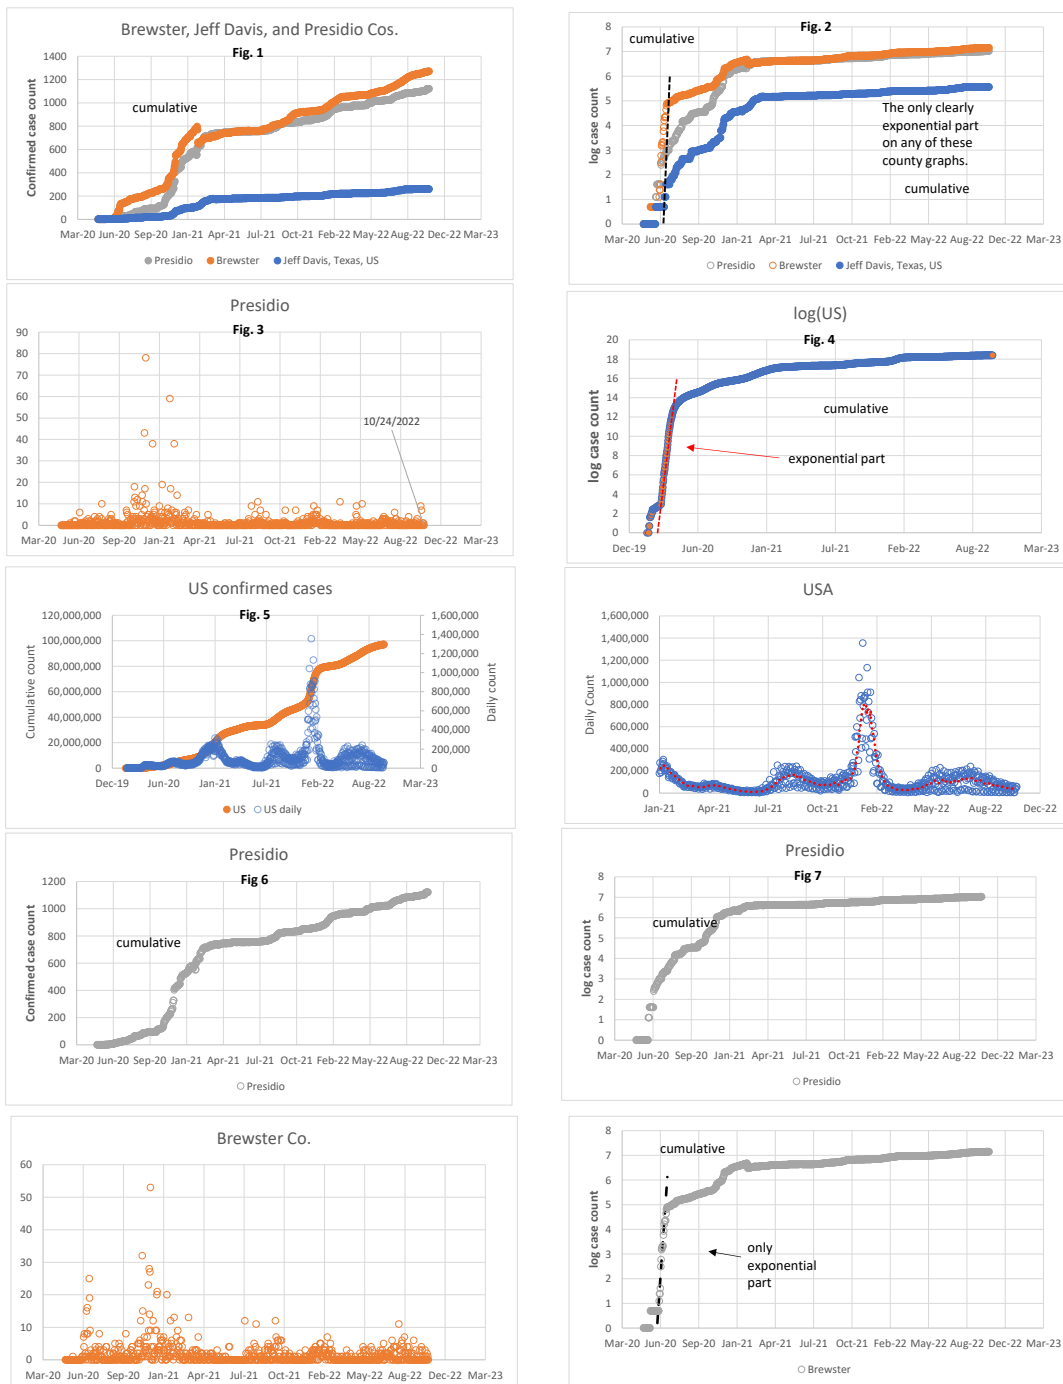 Brewster, Jeff Davis, and Presidio Cos.
Fig. 1
1400
1200
1000
800
600
400
200
0
Confirmed case count
cumulative
Mar-20 Jun-20 Sep-20 Jan-21 Apr-21 Jul-21 Oct-21 Feb-22 May-22 Aug-22 Dec-22 Mar-23
Presidio Brewster Jeff Davis, Texas, US
Fig. 2
cumulative
8
7
6
5
4
3
2
1
0
log case count
The only clearly
exponential part
on any of these
county graphs.
cumulative
Mar-20 Jun-20 Sep-20 Jan-21 Apr-21 Jul-21 Oct-21 Feb-22 May-22 Aug-22 Dec-22 Mar-23
Presidio Brewster Jeff Davis, Texas, US
Presidio
Fig. 3
90
80
70
60
50
40
30
20
10
0
10/24/2022
Mar-20 Jun-20 Sep-20 Jan-21 Apr-21 Jul-21 Oct-21 Feb-22 May-22 Aug-22 Dec-22 Mar-23
log(US)
Fig. 4
20
18
16
14
12
10
8
6
4
2
0
log case count
cumulative
exponential part
Dec-19 Jun-20 Jan-21 Jul-21 Feb-22 Aug-22 Mar-23
US confirmed cases
Fig. 5
120,000,000
100,000,000
80,000,000
60,000,000
40,000,000
20,000,000
0
Cumulative count
1,600,000
1,400,000
1,200,000
1,000,000
800,000
600,000
400,000
200,000
0
Daily count
Dec-19 Jun-20 Jan-21 Jul-21 Feb-22 Aug-22 Mar-23
US US daily
USA
1,600,000
1,400,000
1,200,000
1,000,000
800,000
600,000
400,000
200,000
0
Daily Count
Jan-21 Apr-21 Jul-21 Oct-21 Feb-22 May-22 Aug-22 Dec-22
Presidio
Fig 6
1200
1000
800
600
400
200
0
Confirmed case count
cumulative
Mar-20 Jun-20 Sep-20 Jan-21 Apr-21 Jul-21 Oct-21 Feb-22 May-22 Aug-22 Dec-22 Mar-23
Presidio
Presidio
Fig 7
8
7
6
5
4
3
2
1
0
log case count
cumulative
Mar-20 Jun-20 Sep-20 Jan-21 Apr-21 Jul-21 Oct-21 Feb-22 May-22 Aug-22 Dec-22 Mar-23
Presidio
Brewster Co.
60
50
40
30
20
10
0
Mar-20 Jun-20 Sep-20 Jan-21 Apr-21 Jul-21 Oct-21 Feb-22 May-22 Aug-22 Dec-22 Mar-23
8
7
6
5
4
3
2
1
0
log case count
cumulative
only
exponential
part
Mar-20 Jun-20 Sep-20 Jan-21 Apr-21 Jul-21 Oct-21 Feb-22 May-22 Aug-22 Dec-22 Mar-23
Brewster